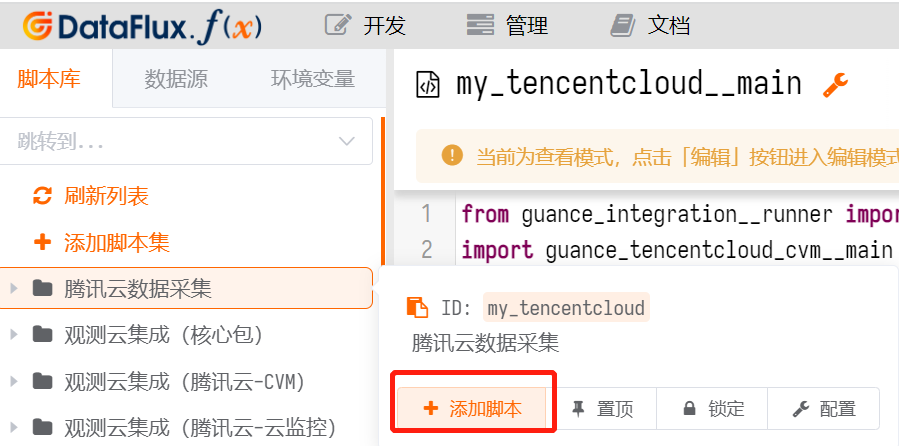 DataFlux.f(x) 开发 管理 文档
脚本库 数据源 环境变量
跳转到...
刷新列表
添加脚本集
腾讯云数据采集
观测云集成（核心包）
观测云集成（腾讯云-CVM）
观测云集成（腾讯云-云监控）
my_tencentcloud__main
当前为查看模式，点击「编辑」按钮进入编辑模式
1 from guance_integration__runner impor
2 import guance_tencentcloud_cvm__main
ID: my_tencentcloud
腾讯云数据采集
添加脚本 置顶 锁定 配置